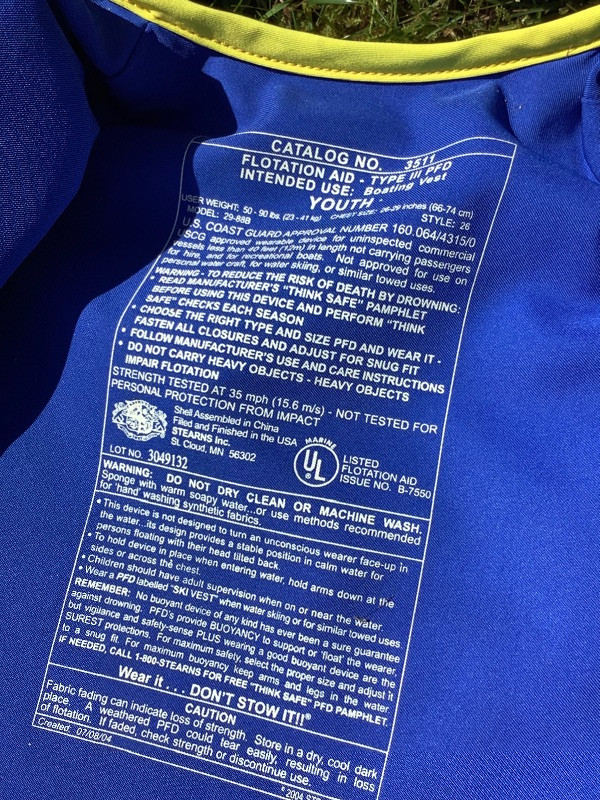 CATALOG NO. 3511
FLOTATION AID - TYPE III PFD
INTENDED USE: Boating Vest
YOUTH
USER WEIGHT: 50 - 90 lbs. (23 - 41 kg) CHEST SIZE: 26-29 inches (66-74 cm)
MODEL: 29-88B STYLE: 26
U.S. COAST GUARD APPROVAL NUMBER 160.064/4315/0
USCG approved wearable device for uninspected commercial
vessels less than 40 feet (12m) in length not carrying passengers
for hire, and for recreational boats. Not approved for use on
personal water craft, for water skiing, or similar towed uses.
WARNING - TO REDUCE THE RISK OF DEATH BY DROWNING:
• READ MANUFACTURER'S "THINK SAFE" PAMPHLET
BEFORE USING THIS DEVICE AND PERFORM "THINK
SAFE" CHECKS EACH SEASON
• CHOOSE THE RIGHT TYPE AND SIZE PFD AND WEAR IT -
FASTEN ALL CLOSURES AND ADJUST FOR SNUG FIT
• FOLLOW MANUFACTURER'S USE AND CARE INSTRUCTIONS
• DO NOT CARRY HEAVY OBJECTS - HEAVY OBJECTS
IMPAIR FLOTATION
STRENGTH TESTED AT 35 mph (15.6 m/s) - NOT TESTED FOR
PERSONAL PROTECTION FROM IMPACT
Shell Assembled in China
Filled and Finished in the USA
STEARNS Inc.
St. Cloud, MN 56302
MARINE
UL
LISTED
FLOTATION AID
ISSUE NO. B-7550
LOT NO. 3049132
WARNING: DO NOT DRY CLEAN OR MACHINE WASH.
Sponge with warm soapy water...or use methods recommended
for 'hand' washing synthetic fabrics.
• This device is not designed to turn an unconscious wearer face-up in
the water...its design provides a stable position in calm water for
persons floating with their head tilted back.
• To hold device in place when entering water, hold arms down at the
sides or across the chest.
• Children should have adult supervision when on or near the water.
• Wear a PFD labelled "SKI VEST" when water skiing or for similar towed uses.
REMEMBER: No buoyant device of any kind has ever been a sure guarantee
against drowning. PFD's provide BUOYANCY to support or 'float' the wearer
but vigilance and safety-sense PLUS wearing a good buoyant device are the
SUREST protections. For maximum safety, select the proper size and adjust it
to a snug fit. For maximum buoyancy keep arms and legs in the water.
IF NEEDED, CALL 1-800-STEARNS FOR FREE "THINK SAFE" PFD PAMPHLET.
Wear it . . . DON'T STOW IT!!®
CAUTION
Fabric fading can indicate loss of strength. Store in a dry, cool dark
place. A weathered PFD could tear easily, resulting in loss
of flotation. If faded, check strength or discontinue use.
Created: 07/08/04
© 2004